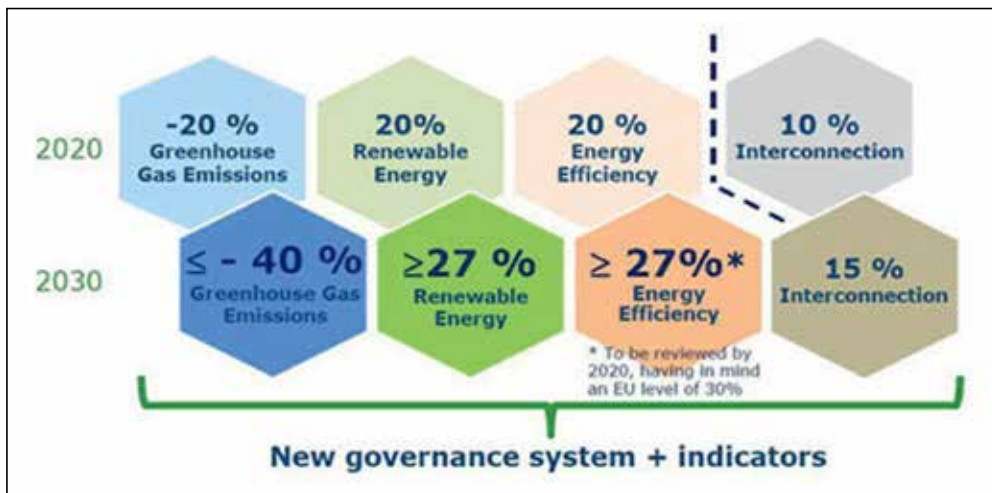 2020
-20 %
Greenhouse
Gas Emissions
20%
Renewable
Energy
20 %
Energy
Efficiency
10 %
Interconnection
2030
≤ - 40 %
Greenhouse Gas
Emissions
≥27 %
Renewable
Energy
≥ 27%*
Energy
Efficiency
* To be reviewed by
2020, having in mind
an EU level of 30%
15 %
Interconnection
New governance system + indicators